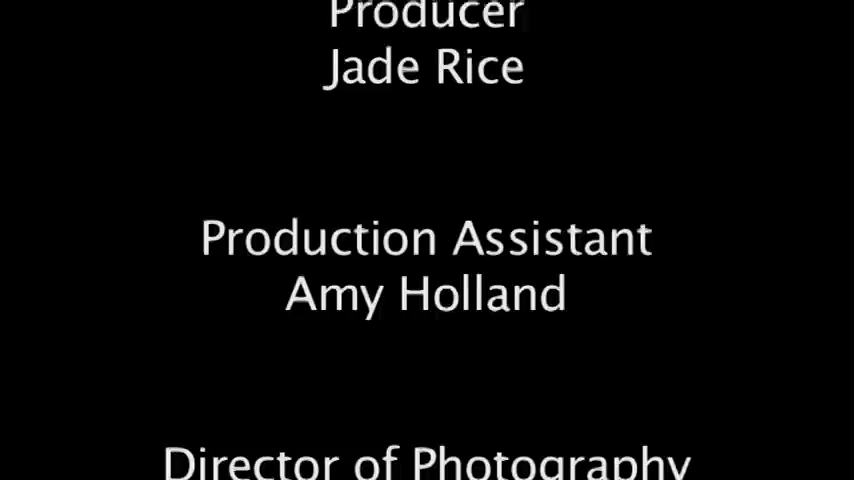 Producer
Jade Rice
Production Assistant
Amy Holland
Director of Photography